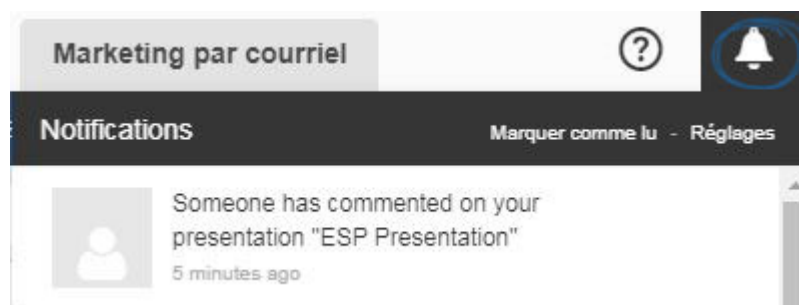 Marketing par courriel
Notifications
Marquer comme lu - Réglages
Someone has commented on your
presentation "ESP Presentation"
5 minutes ago